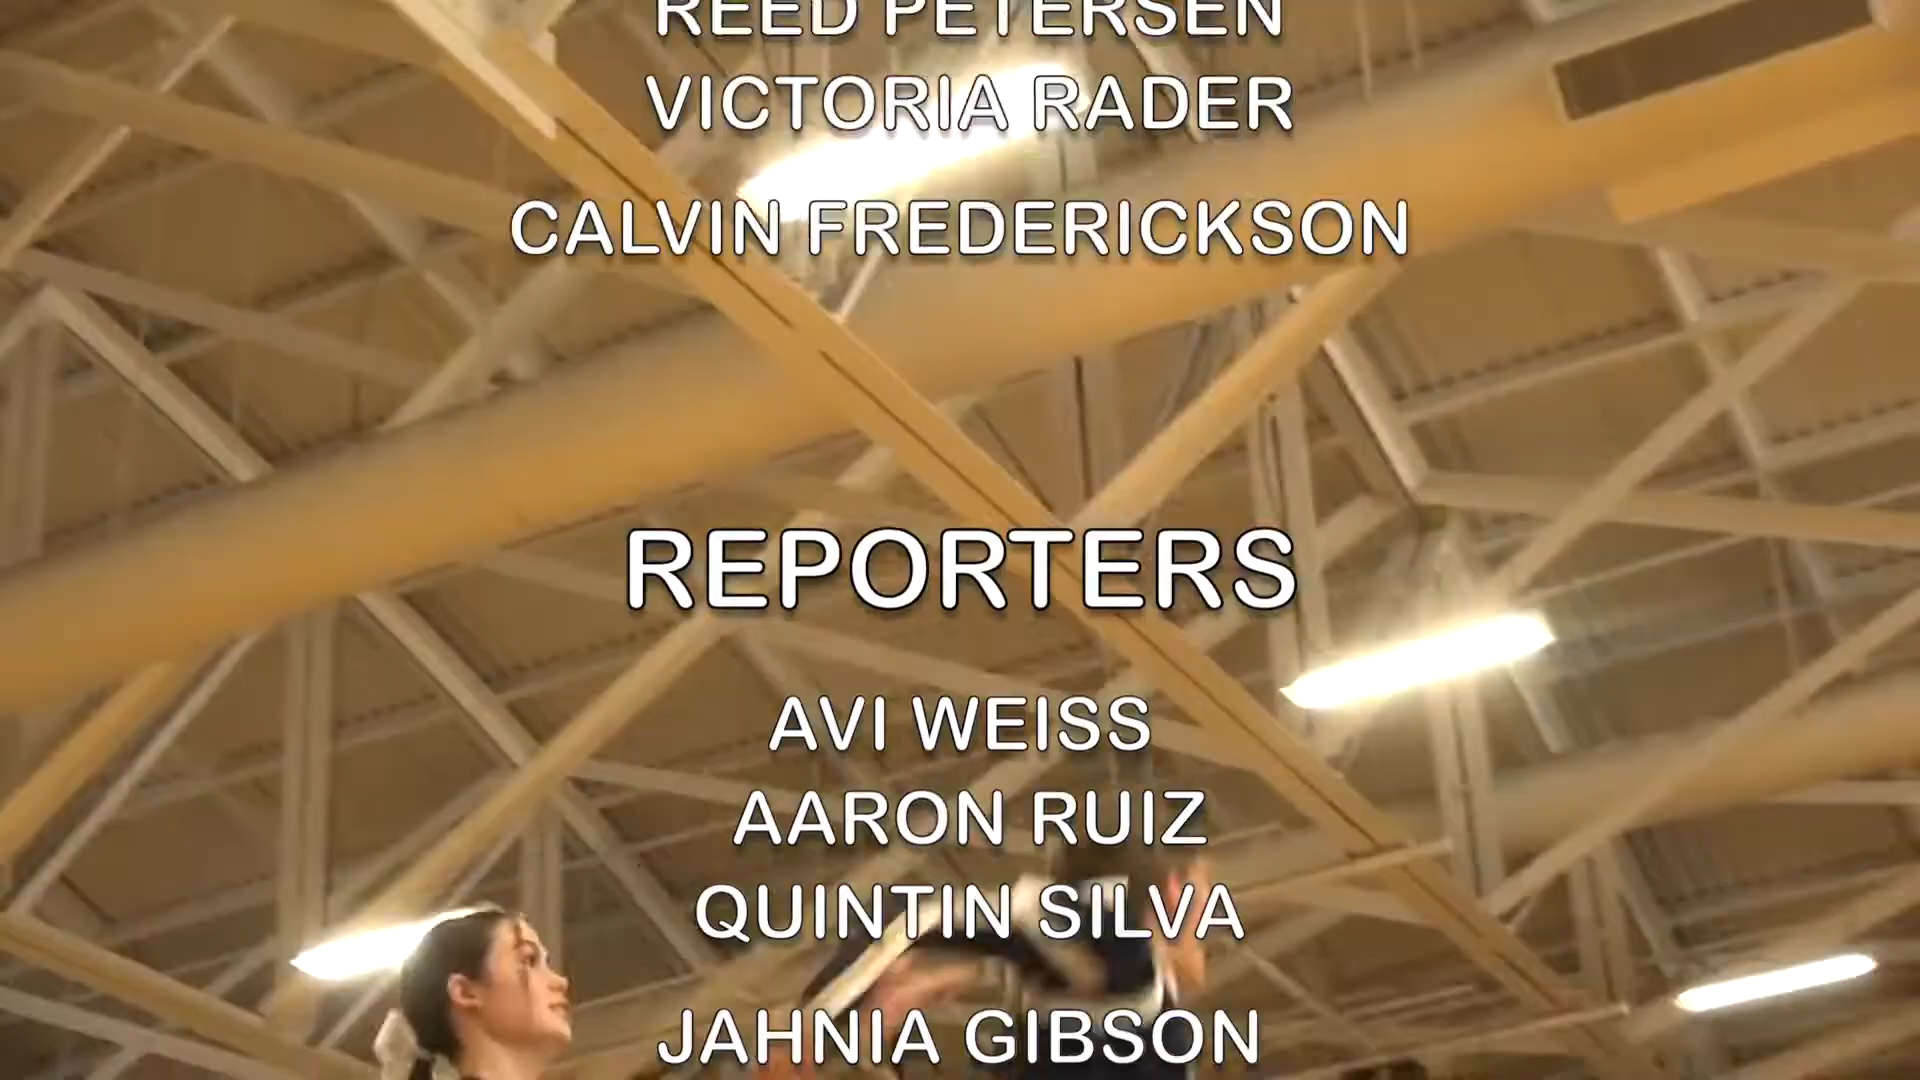 REED PETERSEN
VICTORIA RADER
CALVIN FREDERICKSON
REPORTERS
AVI WEISS
AARON RUIZ
QUINTIN SILVA
JAHNIA GIBSON